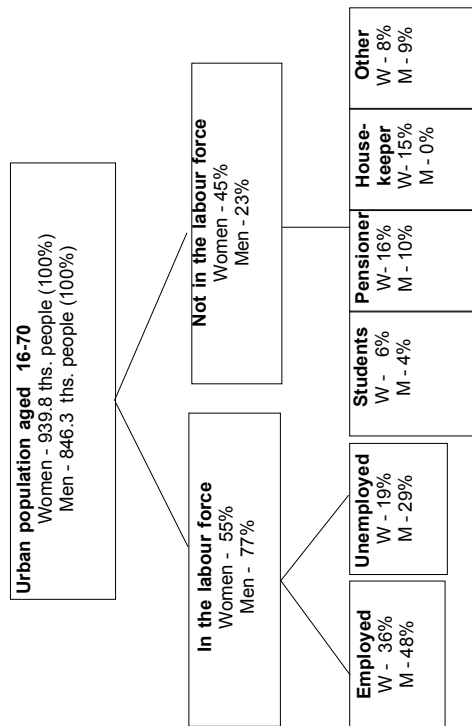 Urban population aged 16-70
Women - 939.8 ths. people (100%)
Men - 846.3 ths. people (100%)
In the labour force
Women - 55%
Men - 77%
Not in the labour force
Women - 45%
Men - 23%
Employed
W - 36%
M - 48%
Unemployed
W - 19%
M - 29%
Students
W - 6%
M - 4%
Pensioner
W- 16%
M - 10%
House-
keeper
W- 15%
M - 0%
Other
W - 8%
M - 9%